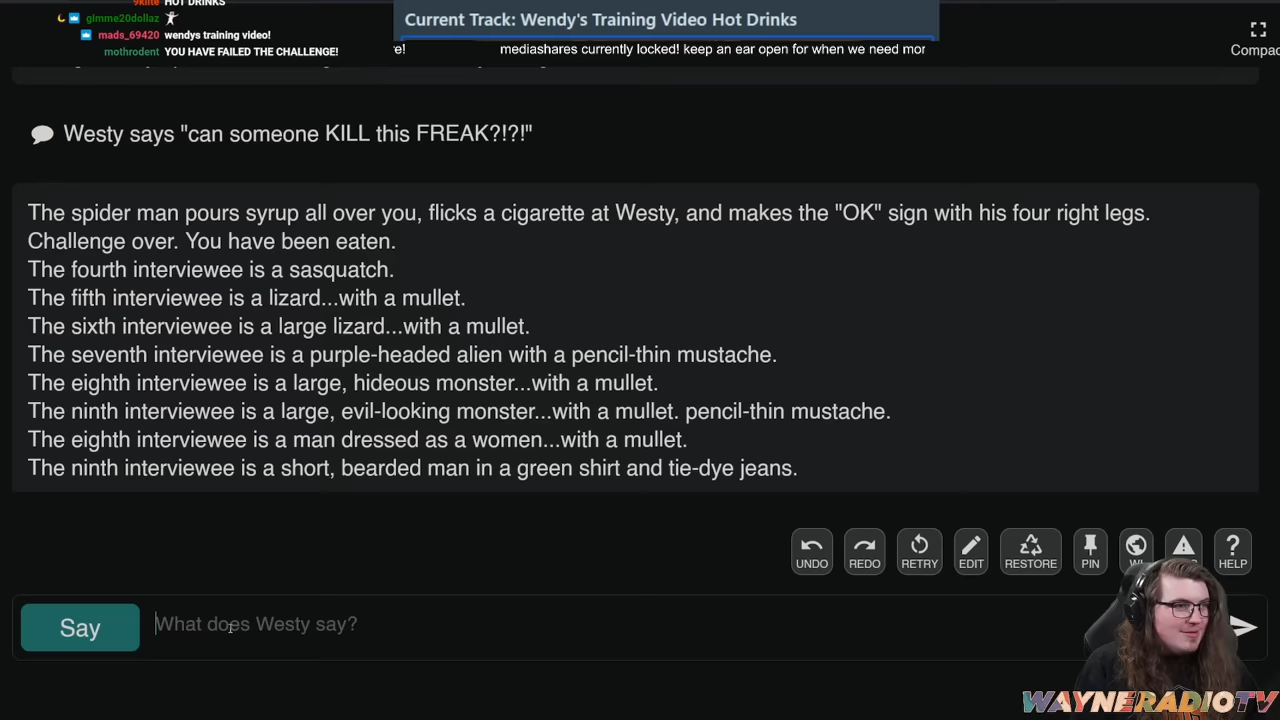 HOT DRINKS
Current Track: Wendy's Training Video Hot Drinks
gimme20dollaz
mads_69420 wendys training video!
mothrodent YOU HAVE FAILED THE CHALLENGE!
re! mediashares currently locked! keep an ear open for when we need mor
Compac
Westy says "can someone KILL this FREAK?!?!"
The spider man pours syrup all over you, flicks a cigarette at Westy, and makes the "OK" sign with his four right legs.
Challenge over. You have been eaten.
The fourth interviewee is a sasquatch.
The fifth interviewee is a lizard...with a mullet.
The sixth interviewee is a large lizard...with a mullet.
The seventh interviewee is a purple-headed alien with a pencil-thin mustache.
The eighth interviewee is a large, hideous monster...with a mullet.
The ninth interviewee is a large, evil-looking monster...with a mullet. pencil-thin mustache.
The eighth interviewee is a man dressed as a women...with a mullet.
The ninth interviewee is a short, bearded man in a green shirt and tie-dye jeans.
UNDO REDO RETRY EDIT RESTORE PIN HELP
Say What does Westy say?
WAYNERADIOTV